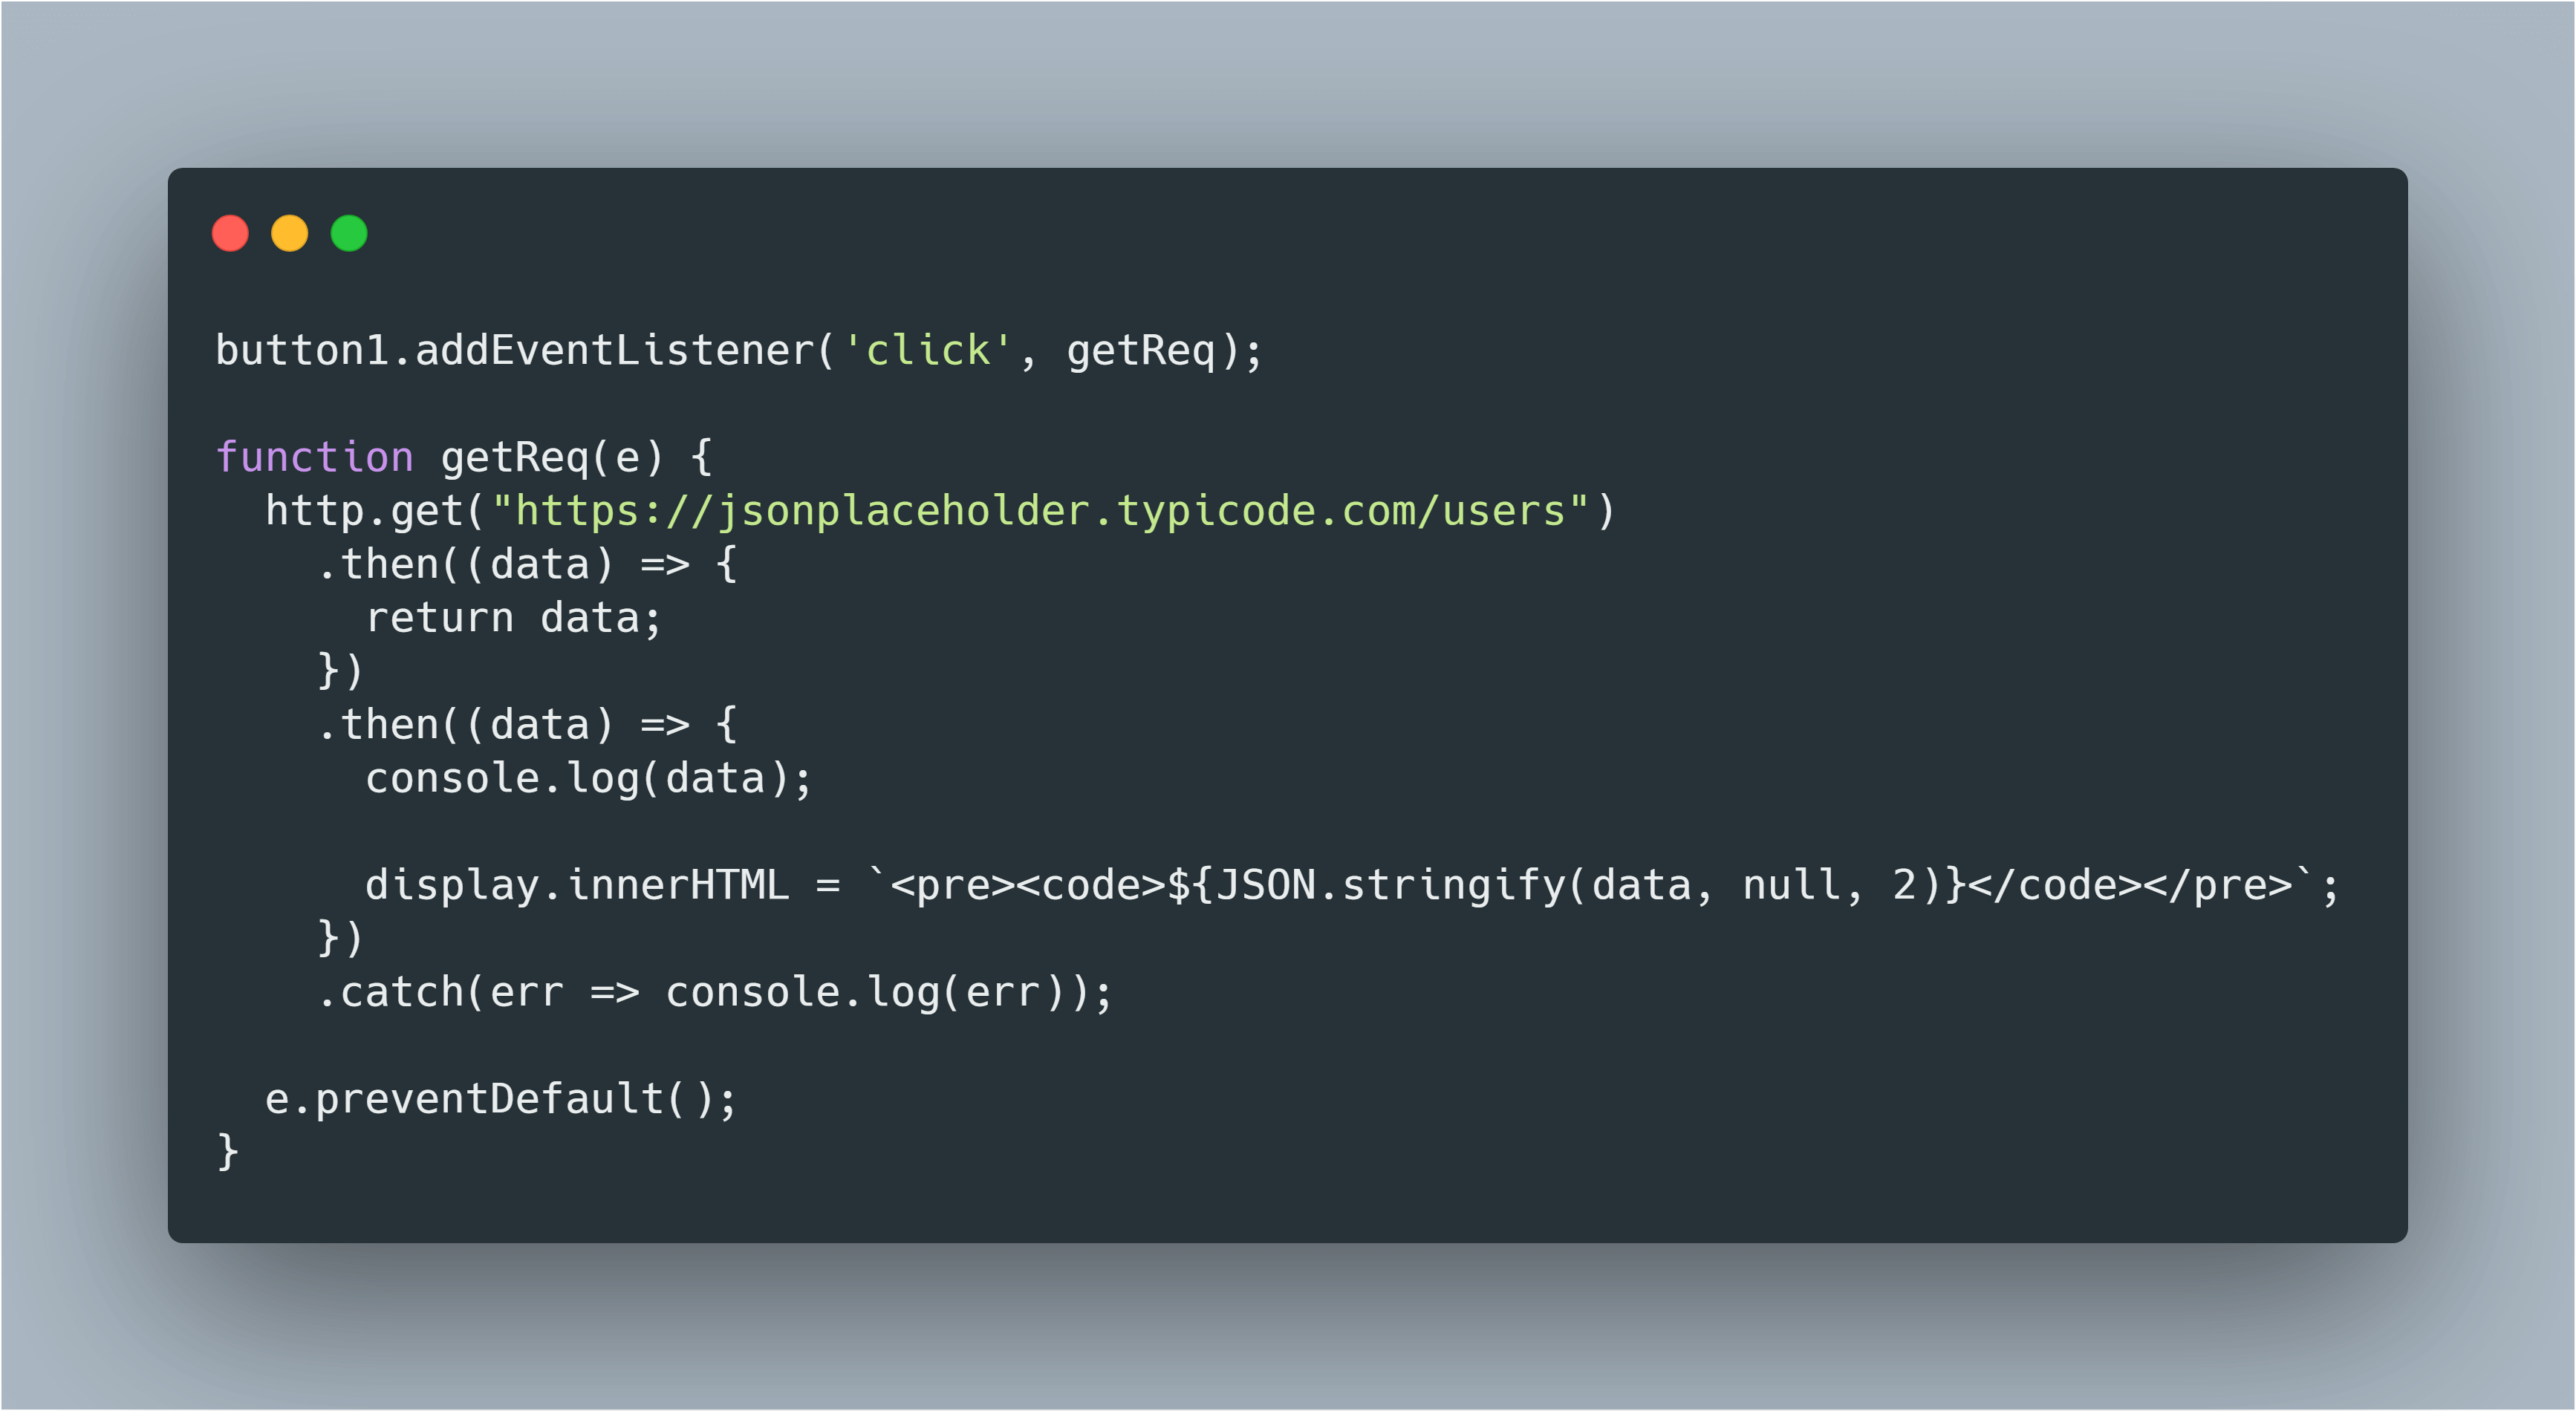 button1.addEventListener('click', getReq);

function getReq(e) {
  http.get("https://jsonplaceholder.typicode.com/users")
    .then((data) => {
      return data;
    })
    .then((data) => {
      console.log(data);

      display.innerHTML = `<pre><code>${JSON.stringify(data, null, 2)}</code></pre>`;
    })
    .catch(err => console.log(err));

  e.preventDefault();
}